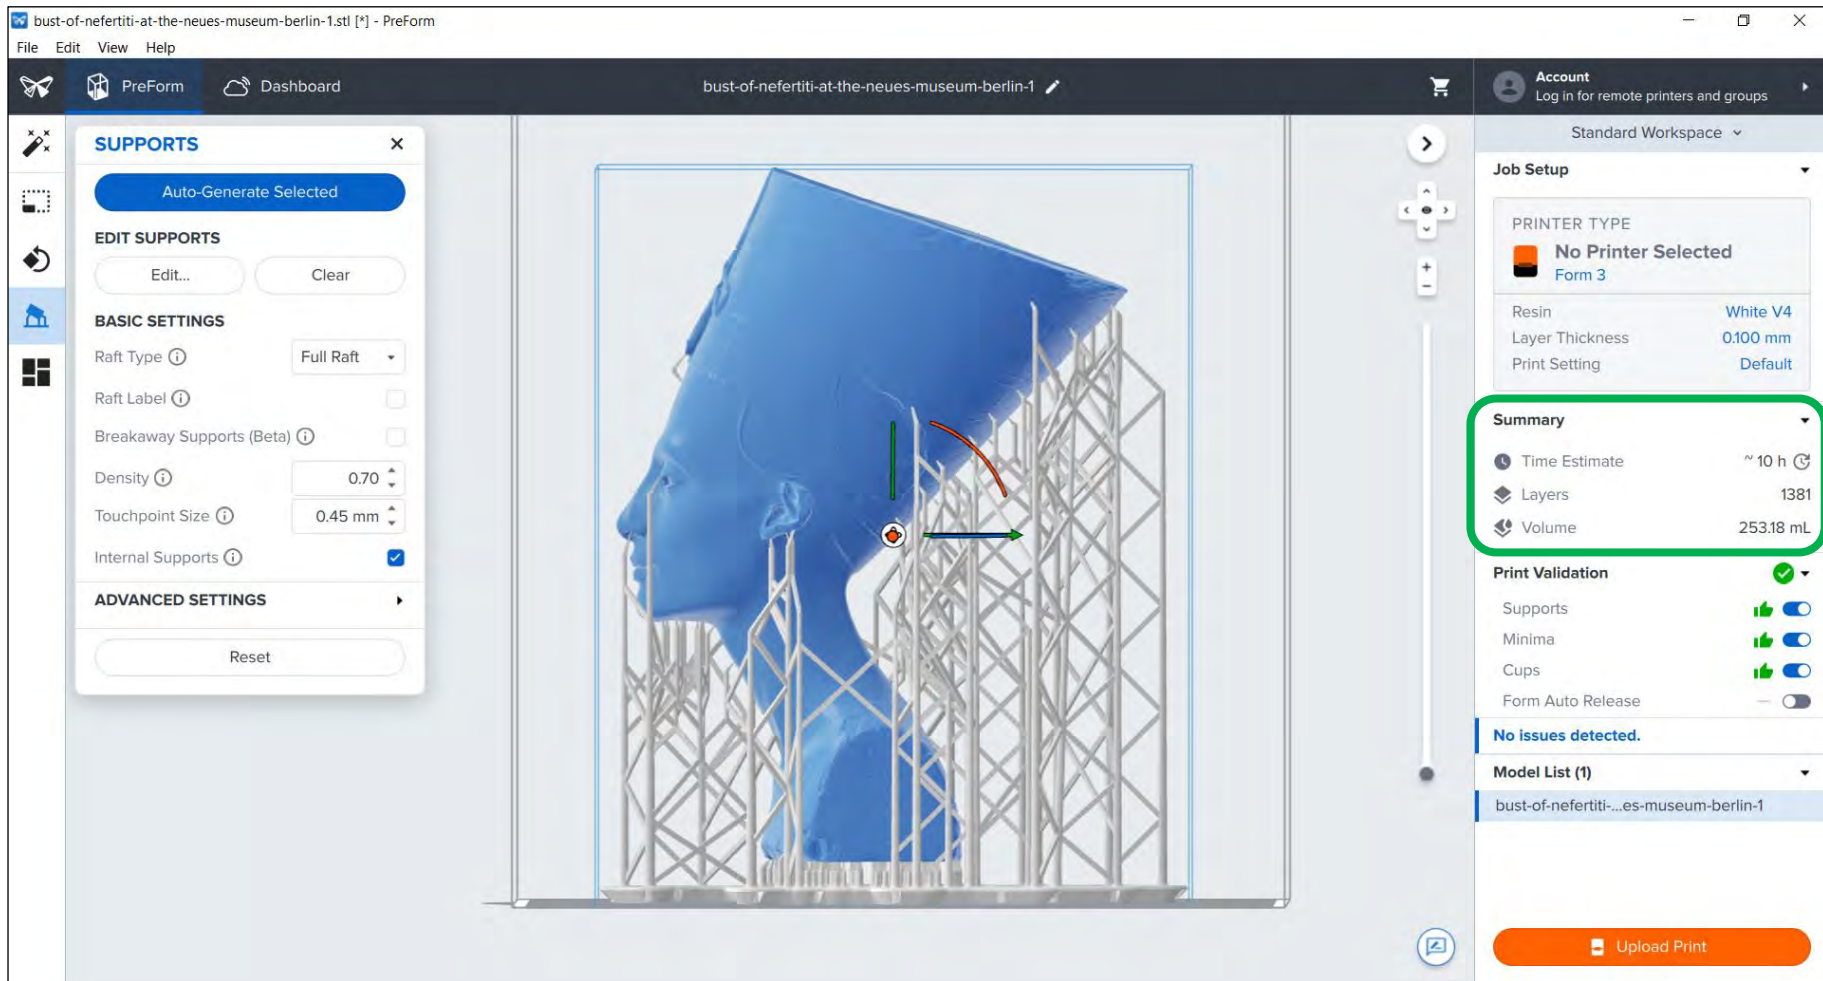 bust-of-nefertiti-at-the-neues-museum-berlin-1.stl [*] - PreForm
File Edit View Help
PreForm Dashboard bust-of-nefertiti-at-the-neues-museum-berlin-1
Account
Log in for remote printers and groups
SUPPORTS
Auto-Generate Selected
EDIT SUPPORTS
Edit... Clear
BASIC SETTINGS
Raft Type Full Raft
Raft Label
Breakaway Supports (Beta)
Density 0.70
Touchpoint Size 0.45 mm
Internal Supports
ADVANCED SETTINGS
Reset
Standard Workspace
Job Setup
PRINTER TYPE
No Printer Selected
Form 3
Resin White V4
Layer Thickness 0.100 mm
Print Setting Default
Summary
Time Estimate ~ 10 h
Layers 1381
Volume 253.18 mL
Print Validation
Supports
Minima
Cups
Form Auto Release
No issues detected.
Model List (1)
bust-of-nefertiti-...es-museum-berlin-1
Upload Print